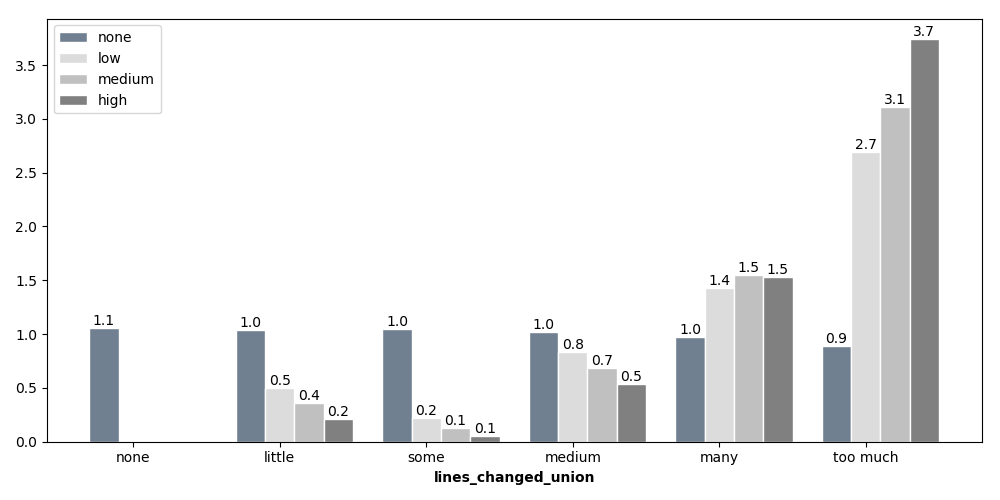 none
low
medium
high
3.5
3.0
2.5
2.0
1.5
1.0
0.5
0.0
1.1
1.0 0.5 0.4 0.2
1.0 0.2 0.1 0.1
1.0 0.8 0.7 0.5
1.0 1.4 1.5 1.5
0.9 2.7 3.1 3.7
none little some medium many too much
lines_changed_union